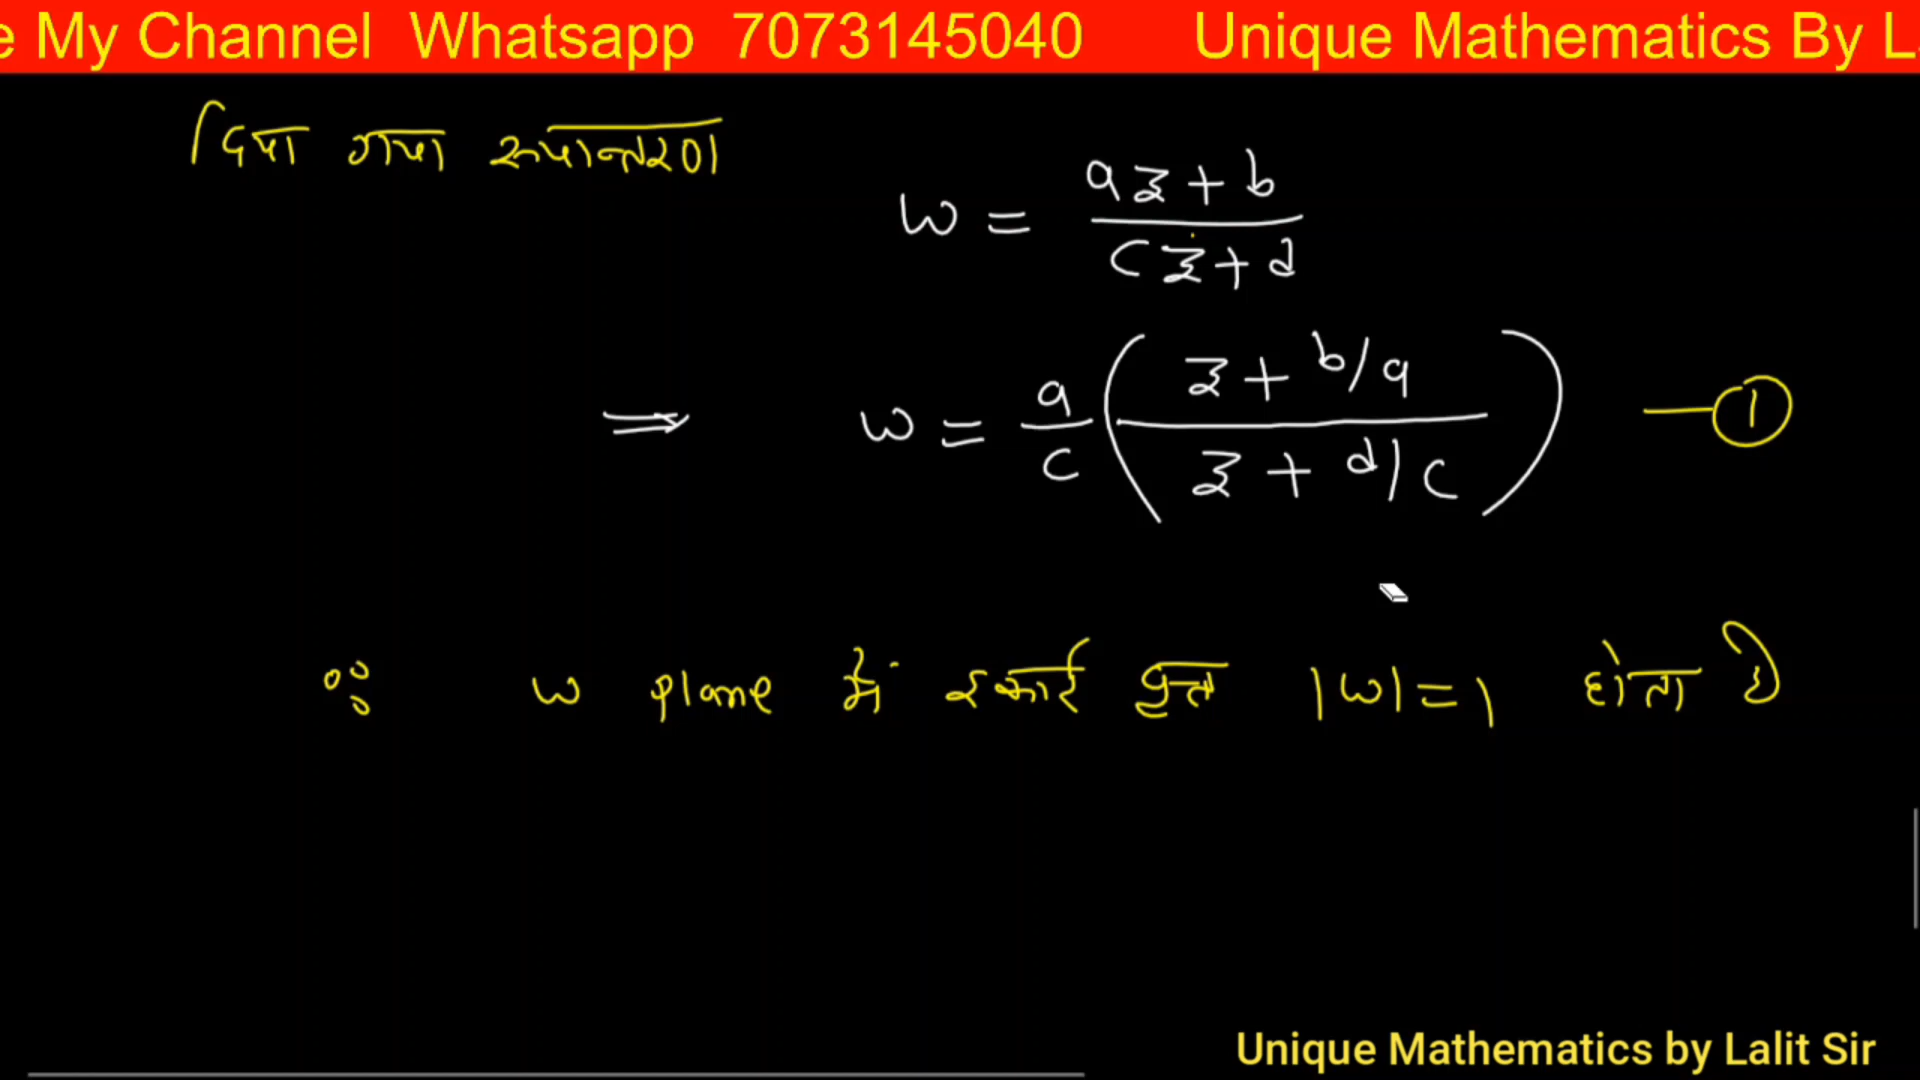 e My Channel Whatsapp 7073145040 Unique Mathematics By L
दिया गया रूपान्तरण
w = (az + b)/(cz + d)
⇒ w = a/c ( (z + b/a)/(z + d/c) ) — ①
∵ w plane में इकाई वृत्त |w| = 1 होता है
Unique Mathematics by Lalit Sir